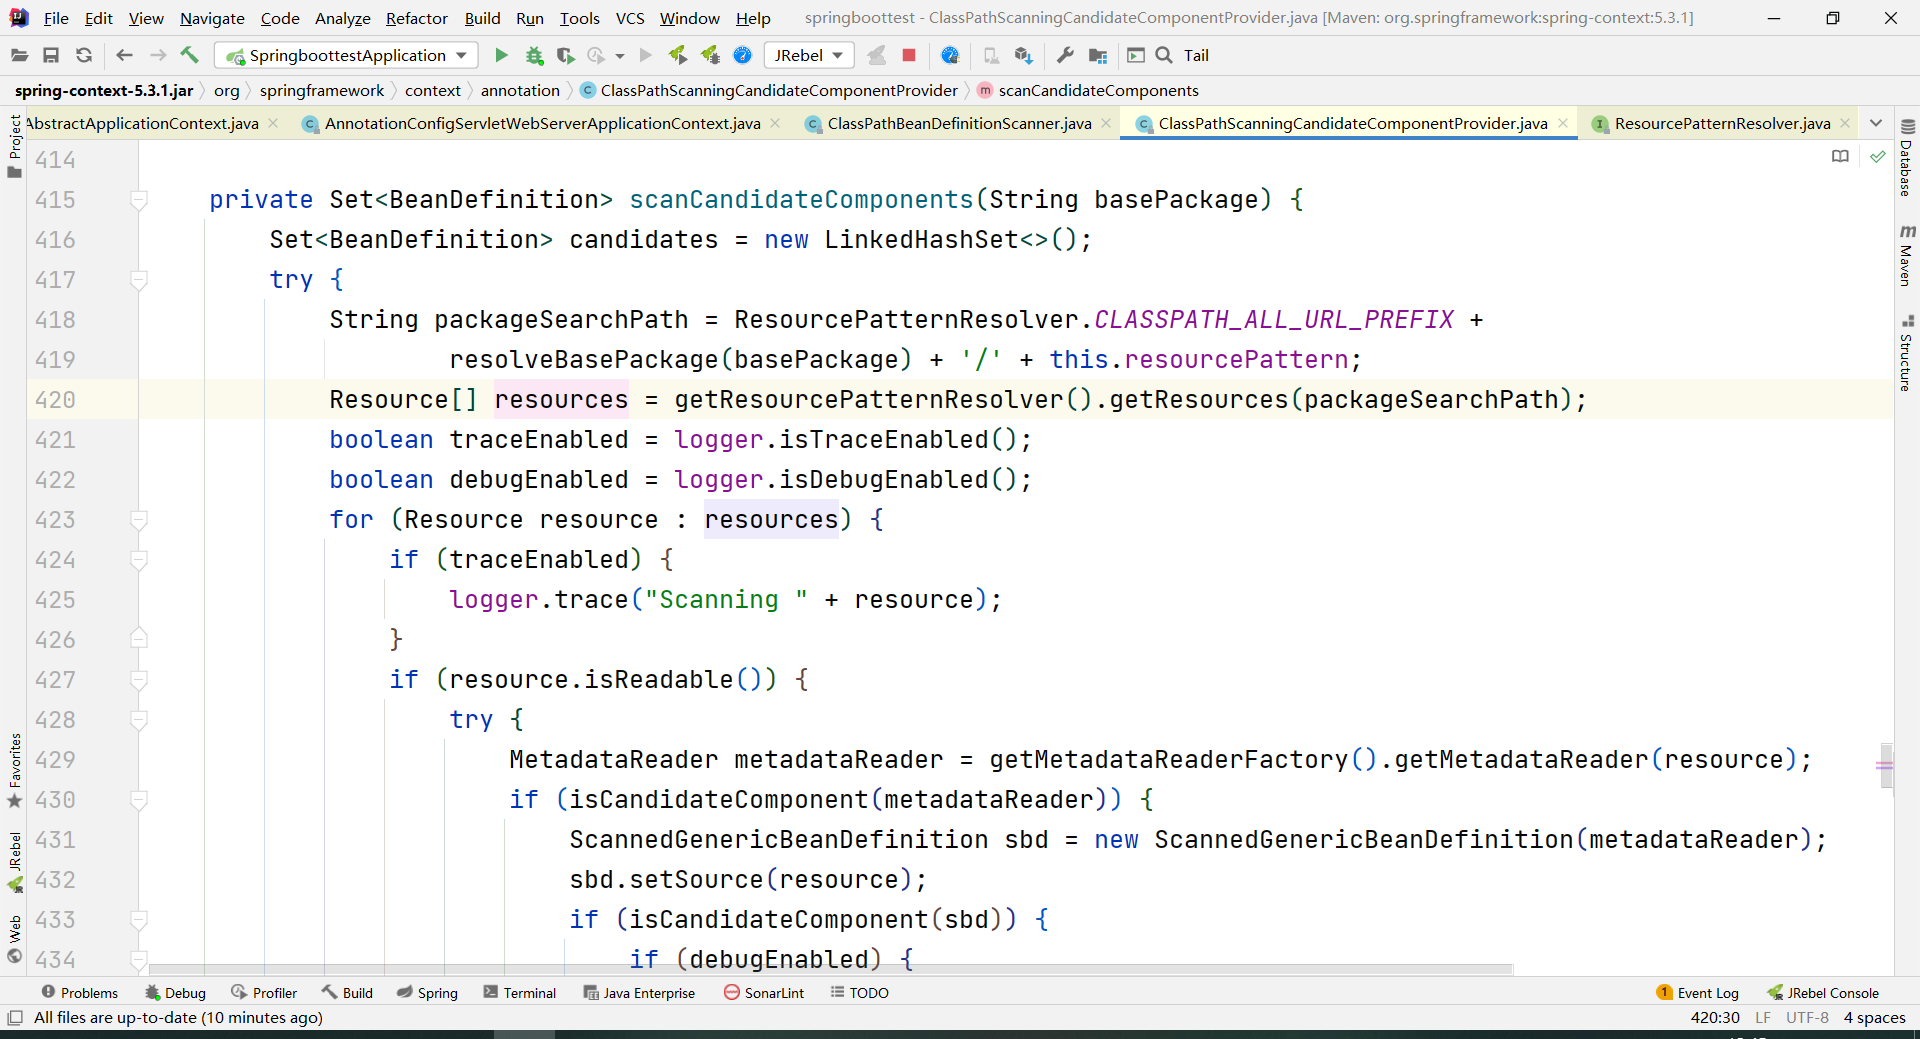 File Edit View Navigate Code Analyze Refactor Build Run Tools VCS Window Help springboottest - ClassPathScanningCandidateComponentProvider.java [Maven: org.springframework:spring-context:5.3.1]
SpringboottestApplication JRebel Tail
spring-context-5.3.1.jar org springframework context annotation ClassPathScanningCandidateComponentProvider scanCandidateComponents
AbstractApplicationContext.java AnnotationConfigServletWebServerApplicationContext.java ClassPathBeanDefinitionScanner.java ClassPathScanningCandidateComponentProvider.java ResourcePatternResolver.java
Project
Favorites
JRebel
Web
Database
Maven
Structure
414
415 private Set<BeanDefinition> scanCandidateComponents(String basePackage) {
416 Set<BeanDefinition> candidates = new LinkedHashSet<>();
417 try {
418 String packageSearchPath = ResourcePatternResolver.CLASSPATH_ALL_URL_PREFIX +
419 resolveBasePackage(basePackage) + '/' + this.resourcePattern;
420 Resource[] resources = getResourcePatternResolver().getResources(packageSearchPath);
421 boolean traceEnabled = logger.isTraceEnabled();
422 boolean debugEnabled = logger.isDebugEnabled();
423 for (Resource resource : resources) {
424 if (traceEnabled) {
425 logger.trace("Scanning " + resource);
426 }
427 if (resource.isReadable()) {
428 try {
429 MetadataReader metadataReader = getMetadataReaderFactory().getMetadataReader(resource);
430 if (isCandidateComponent(metadataReader)) {
431 ScannedGenericBeanDefinition sbd = new ScannedGenericBeanDefinition(metadataReader);
432 sbd.setSource(resource);
433 if (isCandidateComponent(sbd)) {
434 if (debugEnabled) {
Problems Debug Profiler Build Spring Terminal Java Enterprise SonarLint TODO 1 Event Log JRebel Console
All files are up-to-date (10 minutes ago) 420:30 LF UTF-8 4 spaces